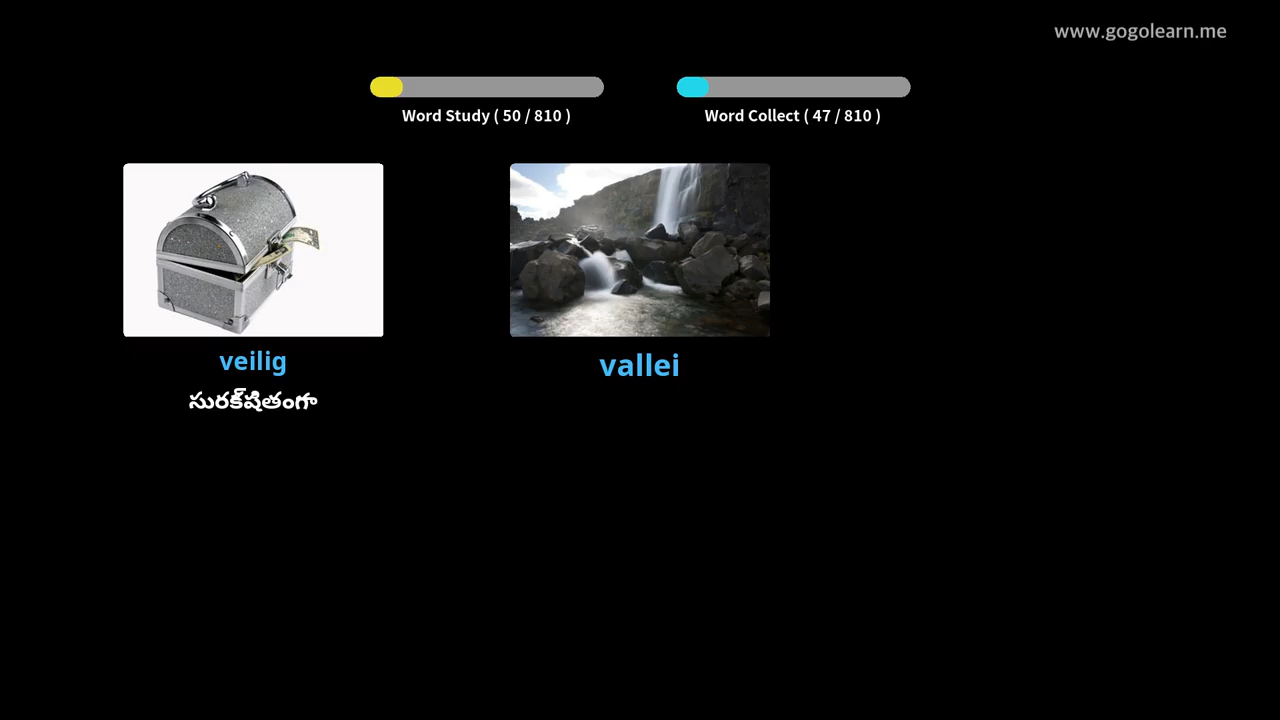 www.gogolearn.me
Word Study ( 50 / 810 )
Word Collect ( 47 / 810 )
veilig
సురక్‌షితంగా
vallei